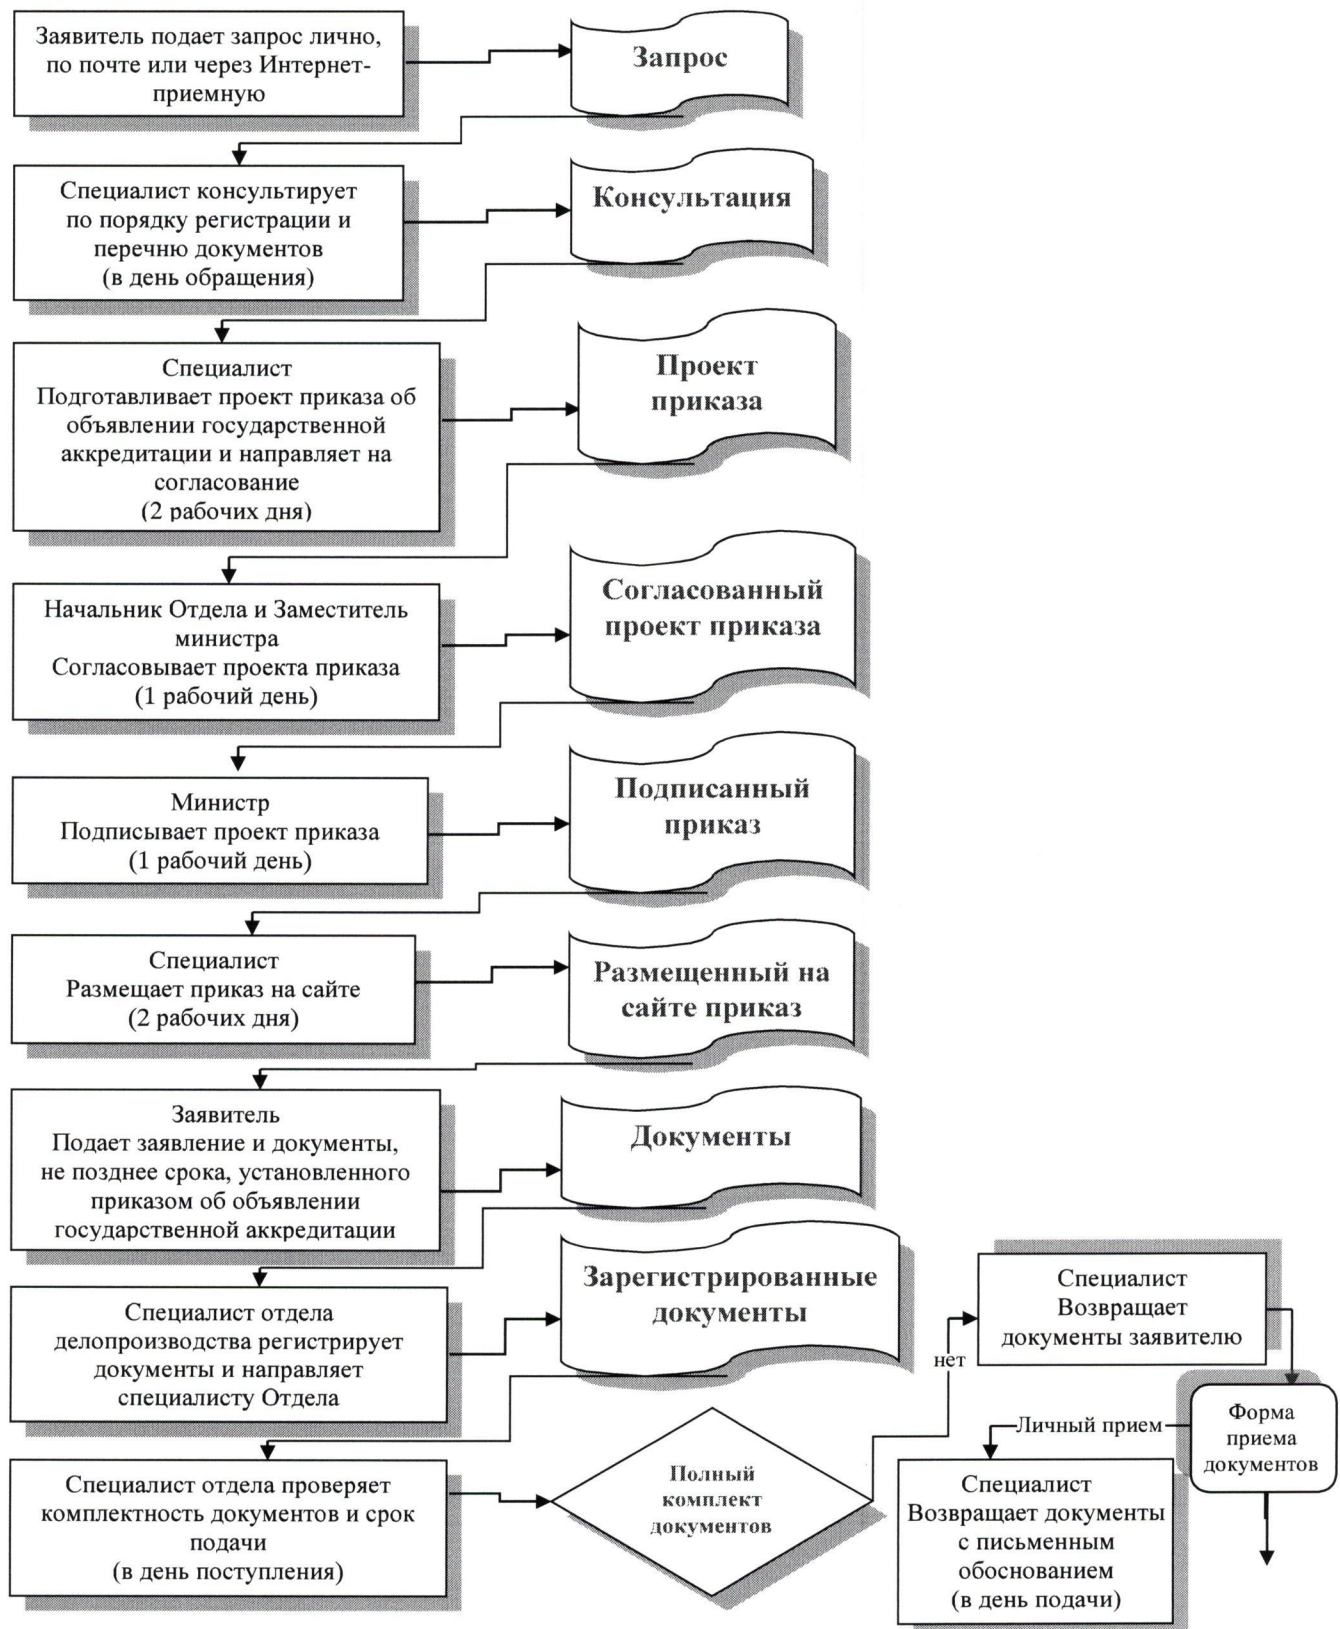 Заявитель подает запрос лично,
по почте или через Интернет-
приемную
Запрос
Специалист консультирует
по порядку регистрации и
перечню документов
(в день обращения)
Консультация
Специалист
Подготавливает проект приказа об
объявлении государственной
аккредитации и направляет на
согласование
(2 рабочих дня)
Проект
приказа
Начальник Отдела и Заместитель
министра
Согласовывает проекта приказа
(1 рабочий день)
Согласованный
проект приказа
Министр
Подписывает проект приказа
(1 рабочий день)
Подписанный
приказ
Специалист
Размещает приказ на сайте
(2 рабочих дня)
Размещенный на
сайте приказ
Заявитель
Подает заявление и документы,
не позднее срока, установленного
приказом об объявлении
государственной аккредитации
Документы
Специалист отдела
делопроизводства регистрирует
документы и направляет
специалисту Отдела
Зарегистрированные
документы
Специалист отдела проверяет
комплектность документов и срок
подачи
(в день поступления)
Полный
комплект
документов
нет
Специалист
Возвращает
документы заявителю
Форма
приема
документов
Личный прием
Специалист
Возвращает документы
с письменным
обоснованием
(в день подачи)